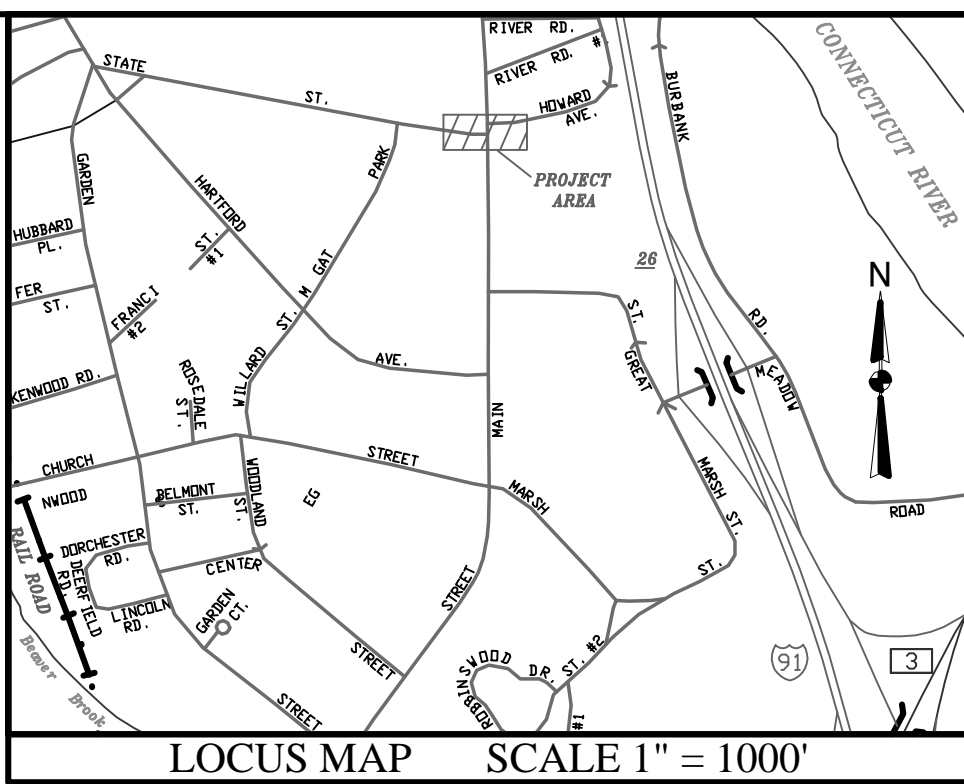 RIVER RD.
RIVER RD. #
STATE
ST.
HOWARD
AVE.
BURBANK
CONNECTICUT RIVER
PARK
GARDEN
PROJECT
AREA
HARTFORD
HUBBARD
PL.
ST.
#1
26
N
M GAT
ST.
FER
ST.
FRANCI
#2
ST.
RD.
GREAT
AVE.
MEADOW
ROSEDALE
ST.
KENWOOD RD.
WILLARD
MAIN
CHURCH
STREET
MARSH
MARSH ST.
NWOOD
BELMONT
ST.
WOODLAND
ST.
EG
ROAD
RAIL ROAD
DORCHESTER
RD.
DEERFIELD
RD.
CENTER
ST.
STREET
LINCOLN
RD.
GARDEN
CT.
Beaver
Brook
STREET
STREET
ROBBINSWOOD
DR.
ST. #2
#1
91
3
LOCUS MAP SCALE 1" = 1000'